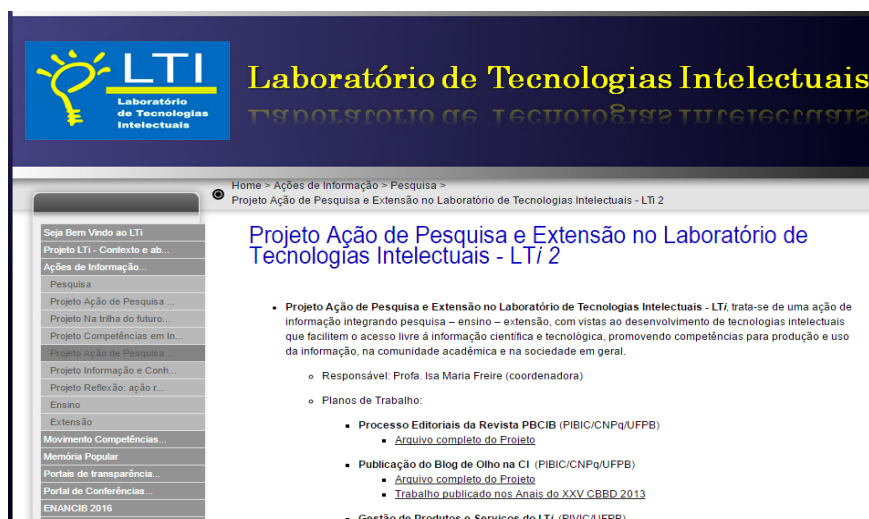 LTI
Laboratório
de Tecnologias
Intelectuais
Laboratório de Tecnologias Intelectuais
Home > Ações de Informação > Pesquisa >
Projeto Ação de Pesquisa e Extensão no Laboratório de Tecnologias Intelectuais - LTi 2
Seja Bem Vindo ao LTi
Projeto LTi - Contexto e ab...
Ações de Informação...
Pesquisa
Projeto Ação de Pesquisa ...
Projeto Na trilha do futuro...
Projeto Competências em In...
Projeto Ação de Pesquisa ...
Projeto Informação e Conh...
Projeto Reflexão: ação r...
Ensino
Extensão
Movimento Competências...
Memória Popular
Portais de transparência...
Portal de Conferências...
ENANCIB 2016
Projeto Ação de Pesquisa e Extensão no Laboratório de
Tecnologias Intelectuais - LTi 2
Projeto Ação de Pesquisa e Extensão no Laboratório de Tecnologias Intelectuais - LTi, trata-se de uma ação de
informação integrando pesquisa – ensino – extensão, com vistas ao desenvolvimento de tecnologias intelectuais
que facilitem o acesso livre á informação científica e tecnológica, promovendo competências para produção e uso
da informação, na comunidade acadêmica e na sociedade em geral.
Responsável: Profa. Isa Maria Freire (coordenadora)
Planos de Trabalho:
Processo Editoriais da Revista PBCIB (PIBIC/CNPq/UFPB)
Arquivo completo do Projeto
Publicação do Blog de Olho na CI (PIBIC/CNPq/UFPB)
Arquivo completo do Projeto
Trabalho publicado nos Anais do XXV CBBD 2013
Gestão de Produtos e Serviços do LTi (PIVIC/UFPB)